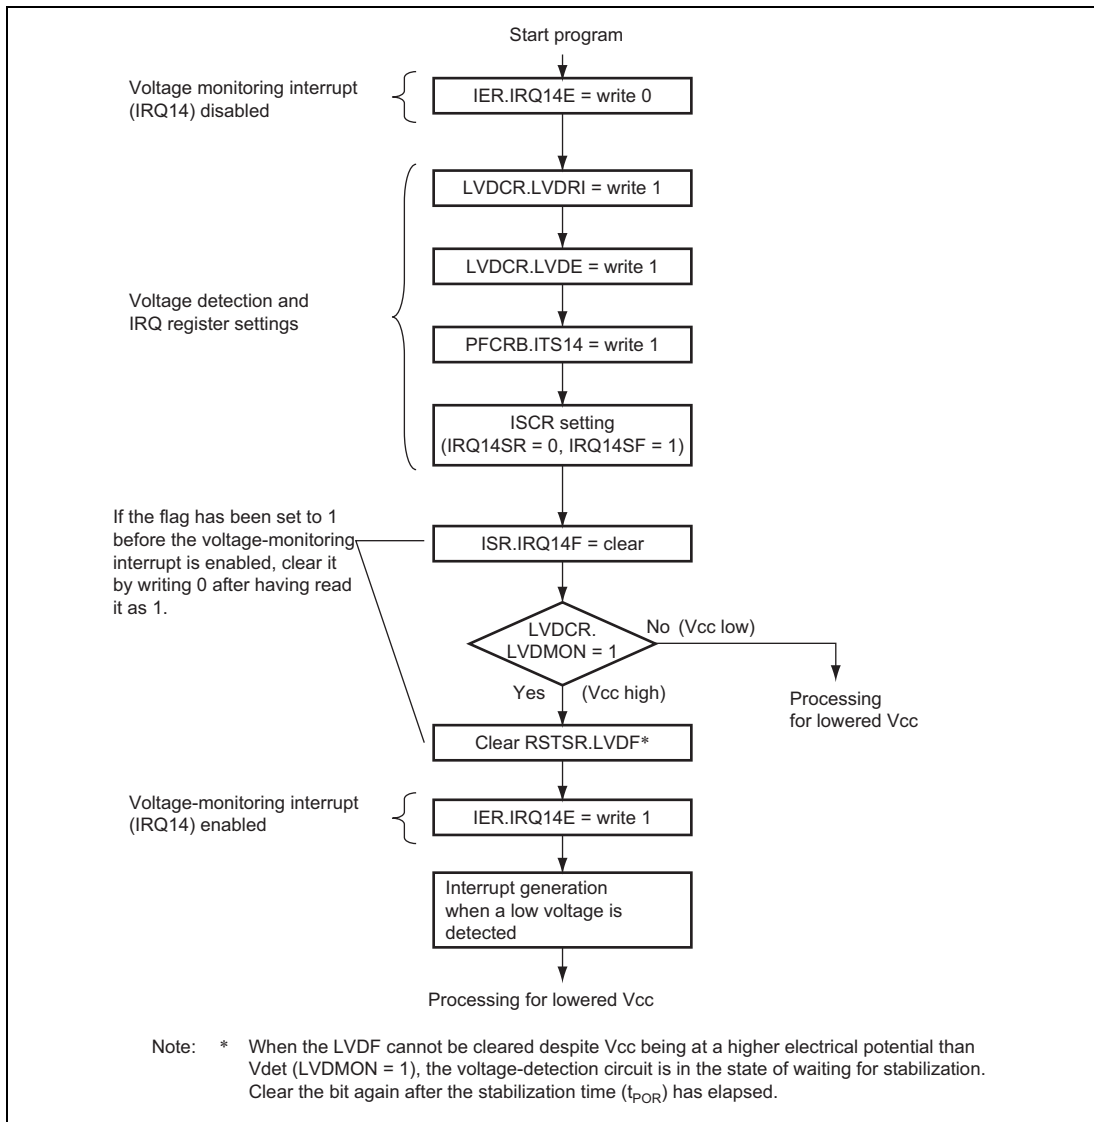 Start program
Voltage monitoring interrupt
(IRQ14) disabled
IER.IRQ14E = write 0
LVDCR.LVDRI = write 1
LVDCR.LVDE = write 1
Voltage detection and
IRQ register settings
PFCRB.ITS14 = write 1
ISCR setting
(IRQ14SR = 0, IRQ14SF = 1)
If the flag has been set to 1
before the voltage-monitoring
interrupt is enabled, clear it
by writing 0 after having read
it as 1.
ISR.IRQ14F = clear
LVDCR.
LVDMON = 1
No (Vcc low)
Yes (Vcc high)
Processing
for lowered Vcc
Clear RSTSR.LVDF*
Voltage-monitoring interrupt
(IRQ14) enabled
IER.IRQ14E = write 1
Interrupt generation
when a low voltage is
detected
Processing for lowered Vcc
Note: * When the LVDF cannot be cleared despite Vcc being at a higher electrical potential than
Vdet (LVDMON = 1), the voltage-detection circuit is in the state of waiting for stabilization.
Clear the bit again after the stabilization time (tPOR) has elapsed.